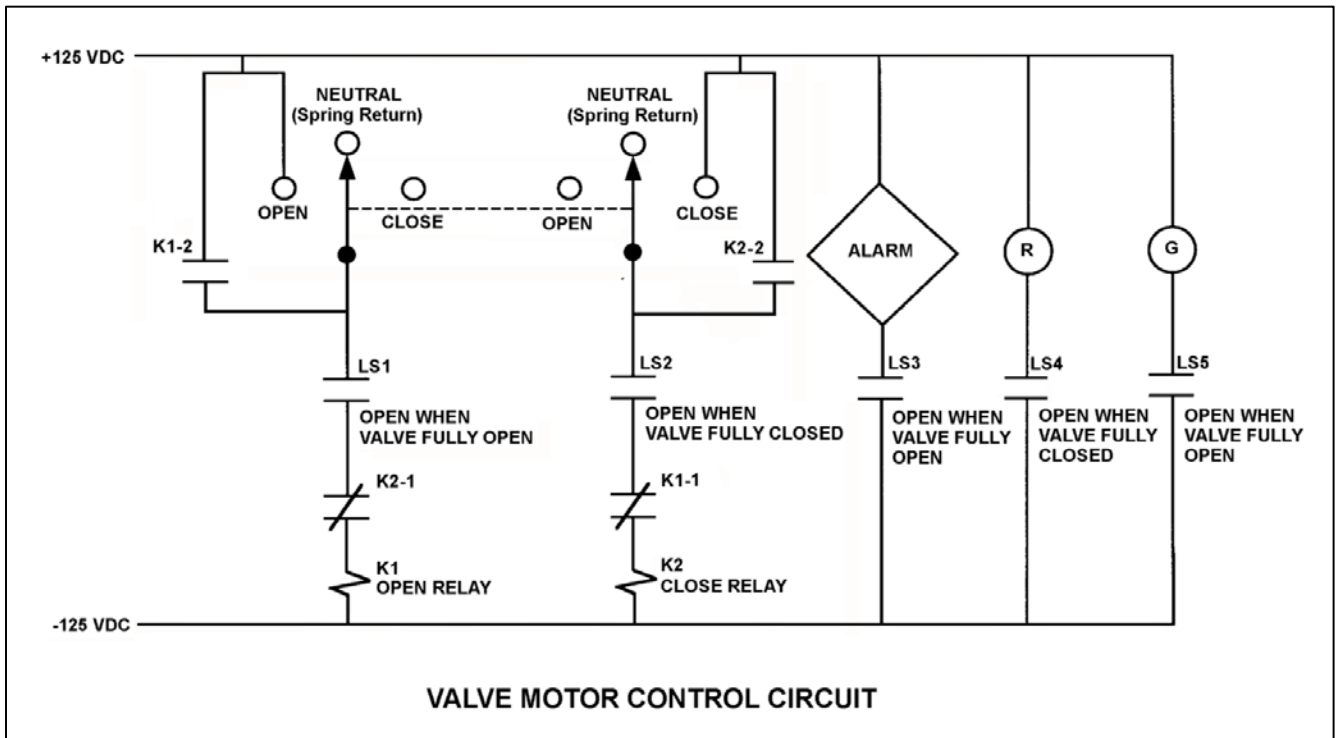 +125 VDC
NEUTRAL
(Spring Return)
NEUTRAL
(Spring Return)
OPEN
CLOSE
OPEN
CLOSE
K1-2
K2-2
ALARM
R
G
LS1
OPEN WHEN
VALVE FULLY OPEN
LS2
OPEN WHEN
VALVE FULLY CLOSED
LS3
OPEN WHEN
VALVE FULLY
OPEN
LS4
OPEN WHEN
VALVE FULLY
CLOSED
LS5
OPEN WHEN
VALVE FULLY
OPEN
K2-1
K1-1
K1
OPEN RELAY
K2
CLOSE RELAY
-125 VDC
VALVE MOTOR CONTROL CIRCUIT